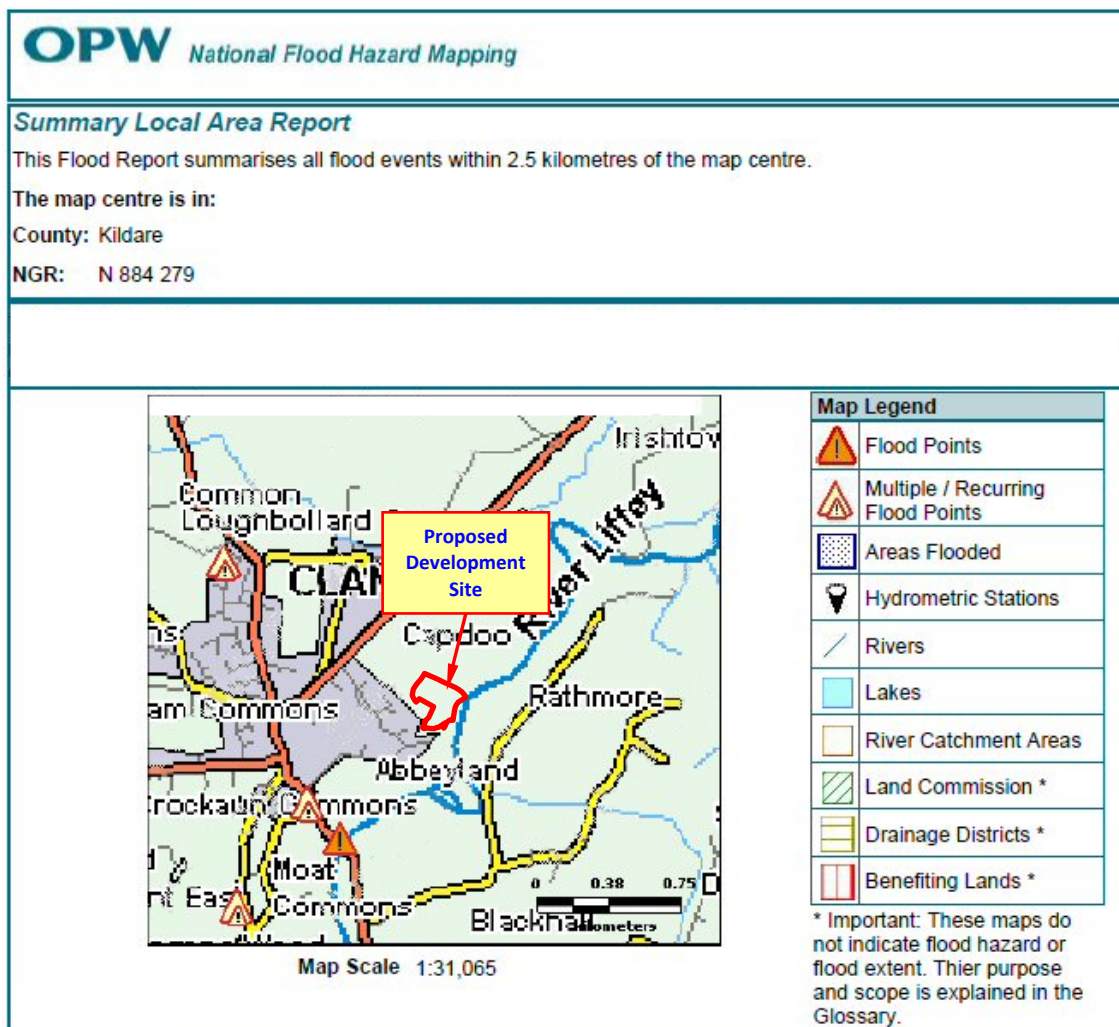 OPW National Flood Hazard Mapping
Summary Local Area Report
This Flood Report summarises all flood events within 2.5 kilometres of the map centre.
The map centre is in:
County: Kildare
NGR: N 884 279
Irishtow
Common
Loughbollard
CLAN
Proposed
Development
Site
River Liffey
Capdoo
Rathmore
am Commons
Abbeyland
Crockaun Commons
Moat
Commons
nt East
0 0.38 0.75
Blackhal
Kilometers
Map Scale 1:31,065
Map Legend
Flood Points
Multiple / Recurring
Flood Points
Areas Flooded
Hydrometric Stations
Rivers
Lakes
River Catchment Areas
Land Commission *
Drainage Districts *
Benefiting Lands *
* Important: These maps do
not indicate flood hazard or
flood extent. Thier purpose
and scope is explained in the
Glossary.